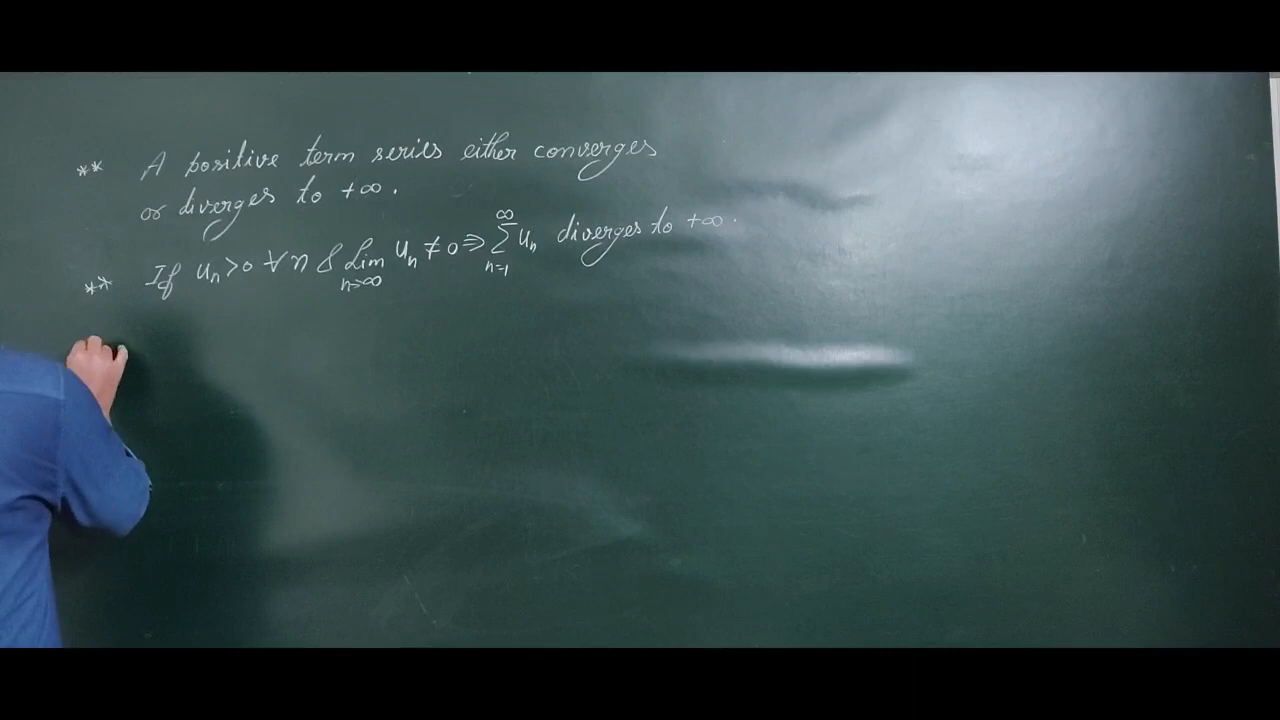 ** A positive term series either converges
or diverges to +∞.
** If uₙ>0 ∀ n & Lim n→∞ uₙ ≠ 0 ⇒ ∞ Σ n=1 uₙ diverges to +∞.